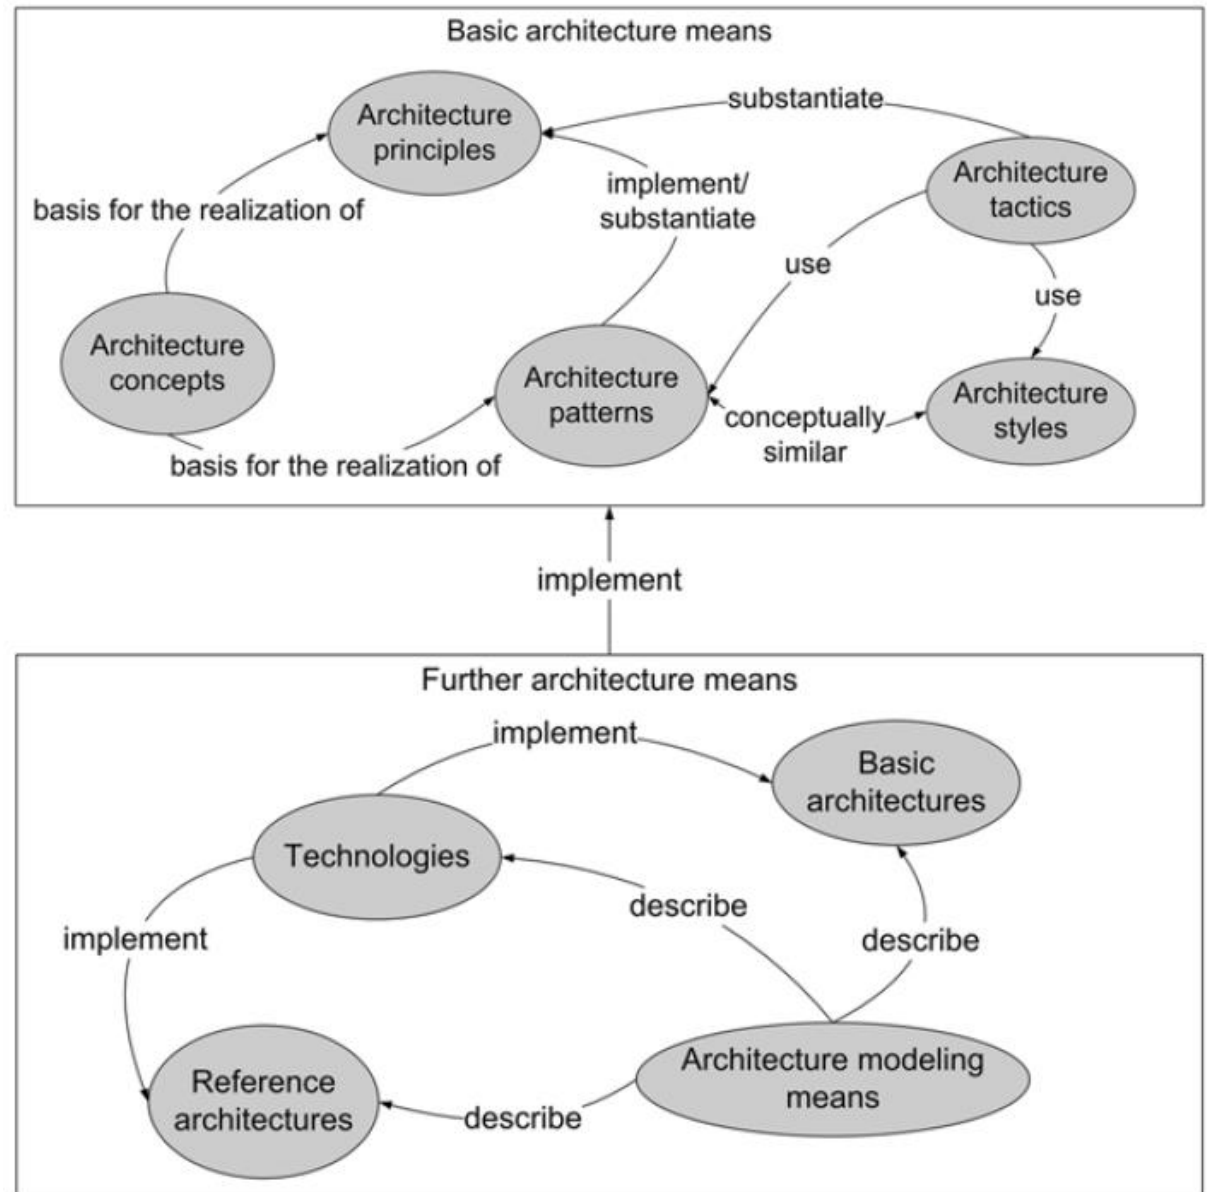 Basic architecture means
Architecture
principles
substantiate
Architecture
tactics
implement/
substantiate
basis for the realization of
use
use
Architecture
concepts
Architecture
patterns
Architecture
styles
conceptually
similar
basis for the realization of
implement
Further architecture means
implement
Basic
architectures
Technologies
describe
implement
describe
Architecture modeling
means
Reference
architectures
describe